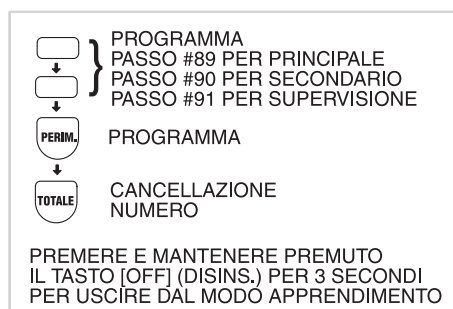 PROGRAMMA
PASSO #89 PER PRINCIPALE
PASSO #90 PER SECONDARIO
PASSO #91 PER SUPERVISIONE
PERIM. PROGRAMMA
TOTALE CANCELLAZIONE
NUMERO
PREMERE E MANTENERE PREMUTO
IL TASTO [OFF] (DISINS.) PER 3 SECONDI
PER USCIRE DAL MODO APPRENDIMENTO